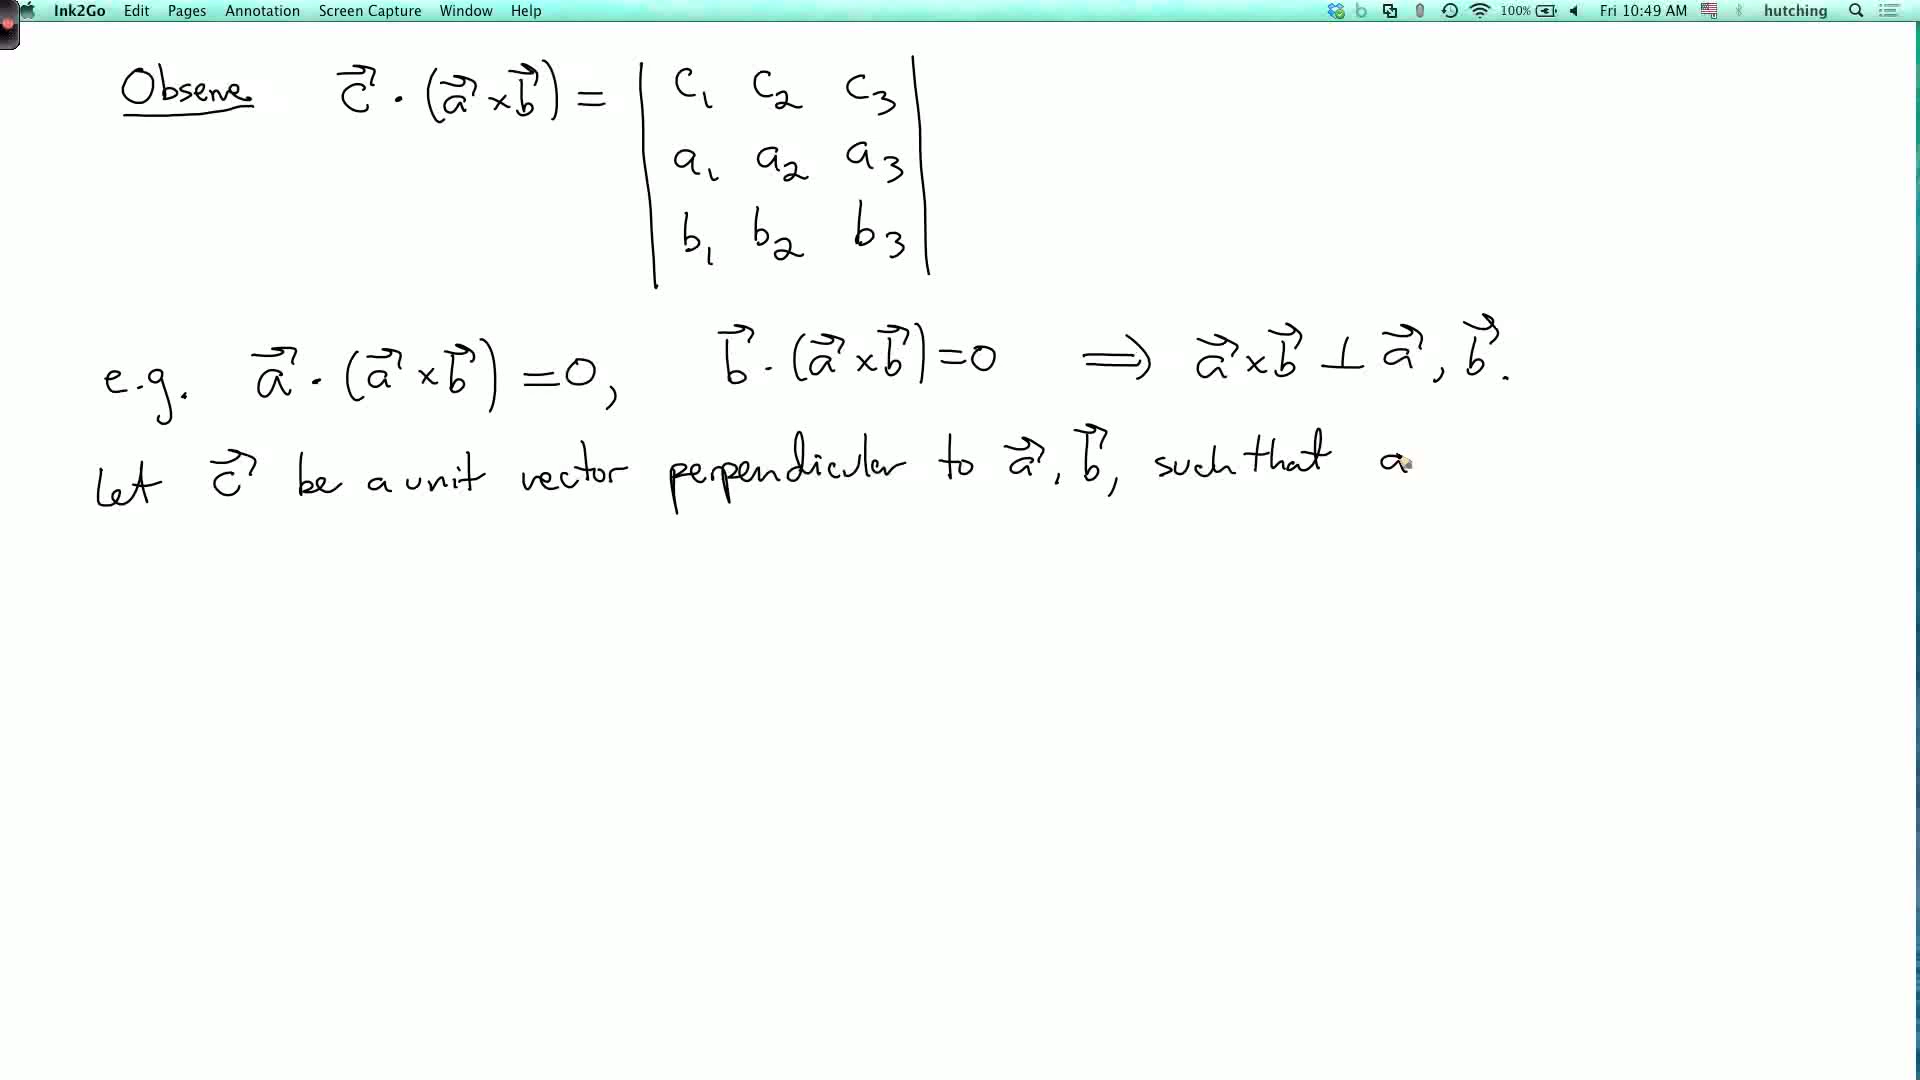 Ink2Go Edit Pages Annotation Screen Capture Window Help 100% Fri 10:49 AM hutching
Observe c⃗ · (a⃗ × b⃗) = | c₁ c₂ c₃ |
| a₁ a₂ a₃ |
| b₁ b₂ b₃ |
e.g. a⃗ · (a⃗ × b⃗) = 0, b⃗ · (a⃗ × b⃗) = 0 ⟹ a⃗ × b⃗ ⊥ a⃗, b⃗.
Let c⃗ be a unit vector perpendicular to a⃗, b⃗, such that a